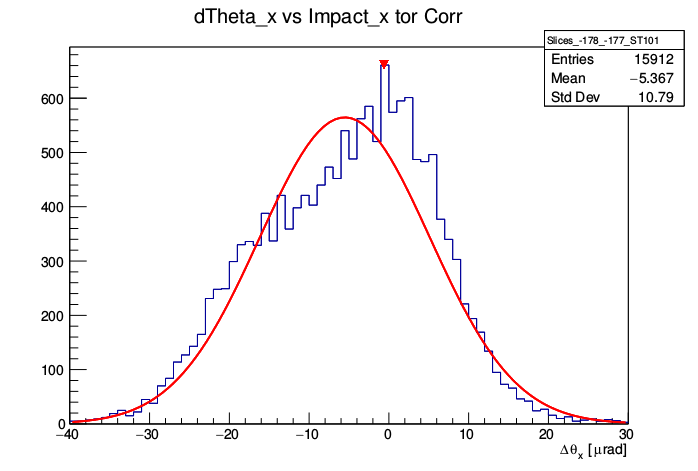 dTheta_x vs Impact_x tor Corr
Slices_-178_-177_ST101
Entries 15912
Mean −5.367
Std Dev 10.79
600
500
400
300
200
100
0
−40 −30 −20 −10 0 10 20 30
Δθx [μrad]